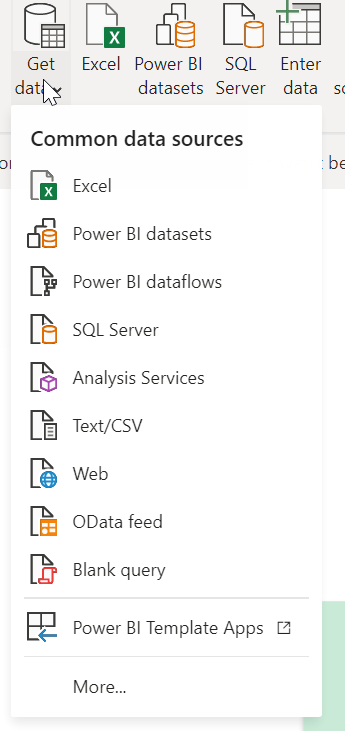 Get Excel Power BI SQL Enter
data datasets Server data
Common data sources
Excel
Power BI datasets
Power BI dataflows
SQL Server
Analysis Services
Text/CSV
Web
OData feed
Blank query
Power BI Template Apps
More...